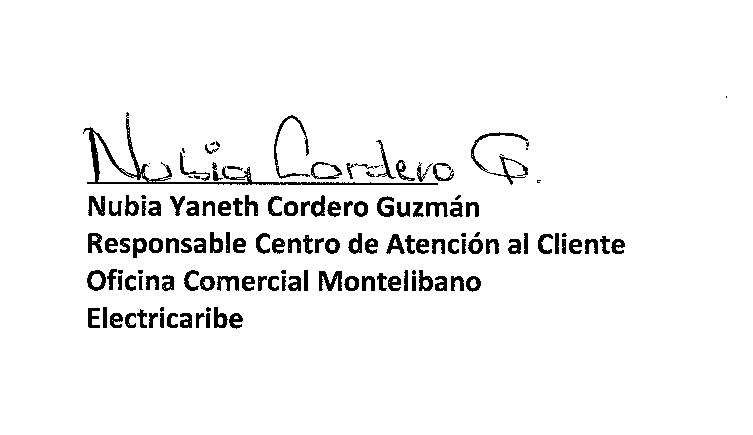 Nubia Cordero G.
Nubia Yaneth Cordero Guzmán
Responsable Centro de Atención al Cliente
Oficina Comercial Montelibano
Electricaribe